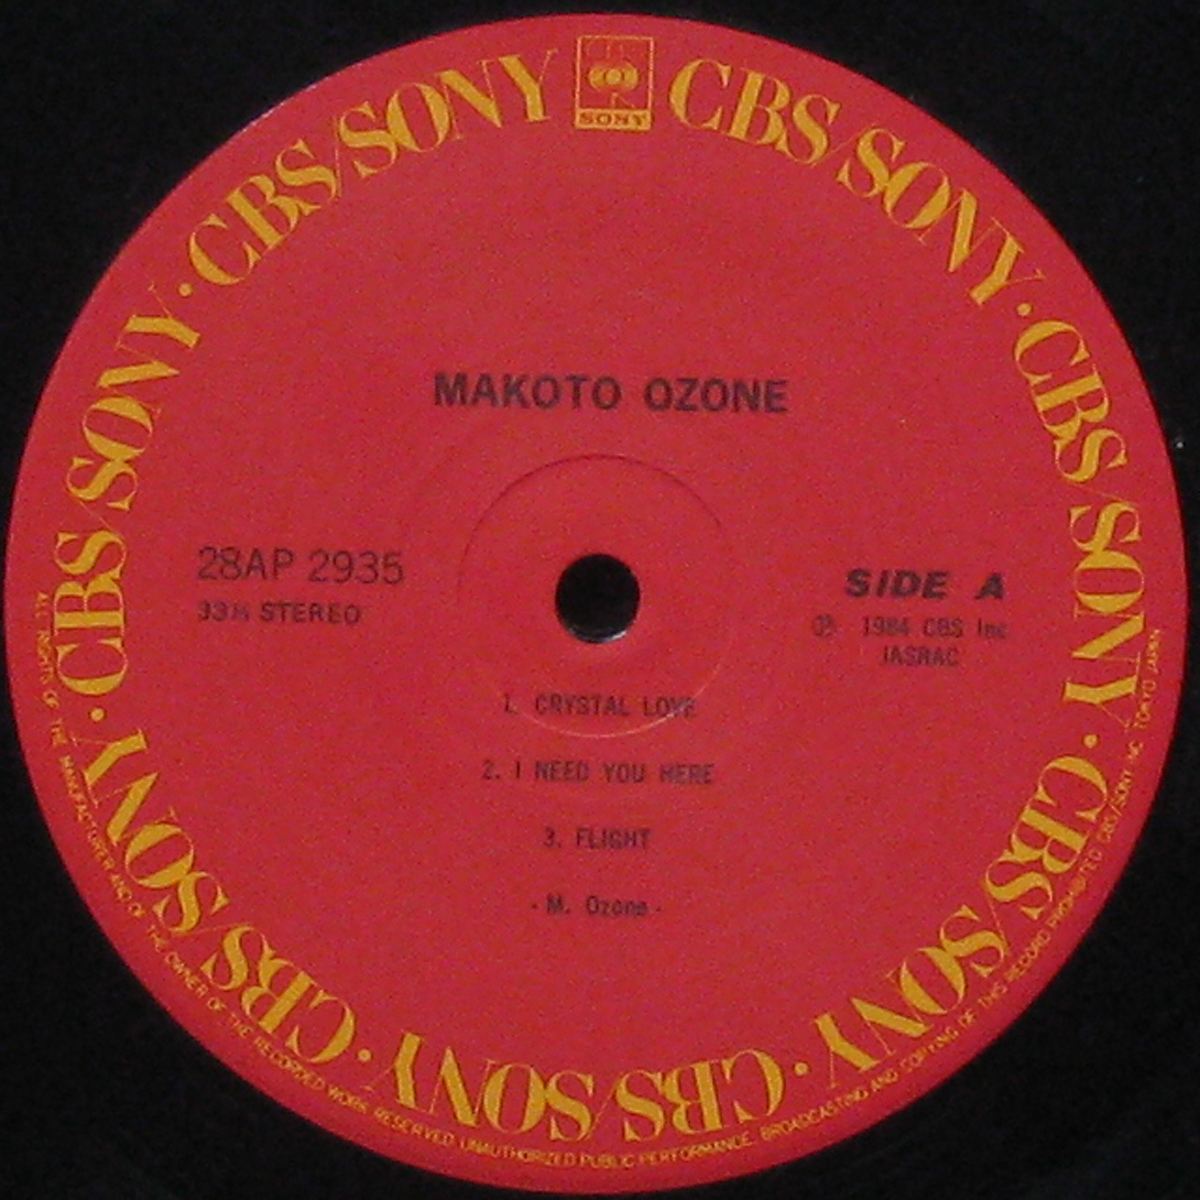 SONY
CBS/SONY · CBS/SONY · CBS/SONY · CBS/SONY · CBS/SONY · CBS/SONY · CBS/SONY
MAKOTO OZONE
28AP 2935
33⅓ STEREO
SIDE A
Ⓟ 1984 CBS Inc
JASRAC
1. CRYSTAL LOVE
2. I NEED YOU HERE
3. FLIGHT
- M. Ozone -
ALL RIGHTS OF THE MANUFACTURER AND OF THE OWNER OF THE RECORDED WORK RESERVED. UNAUTHORIZED PUBLIC PERFORMANCE, BROADCASTING AND COPYING OF THIS RECORD PROHIBITED CBS/SONY INC. TOKYO JAPAN